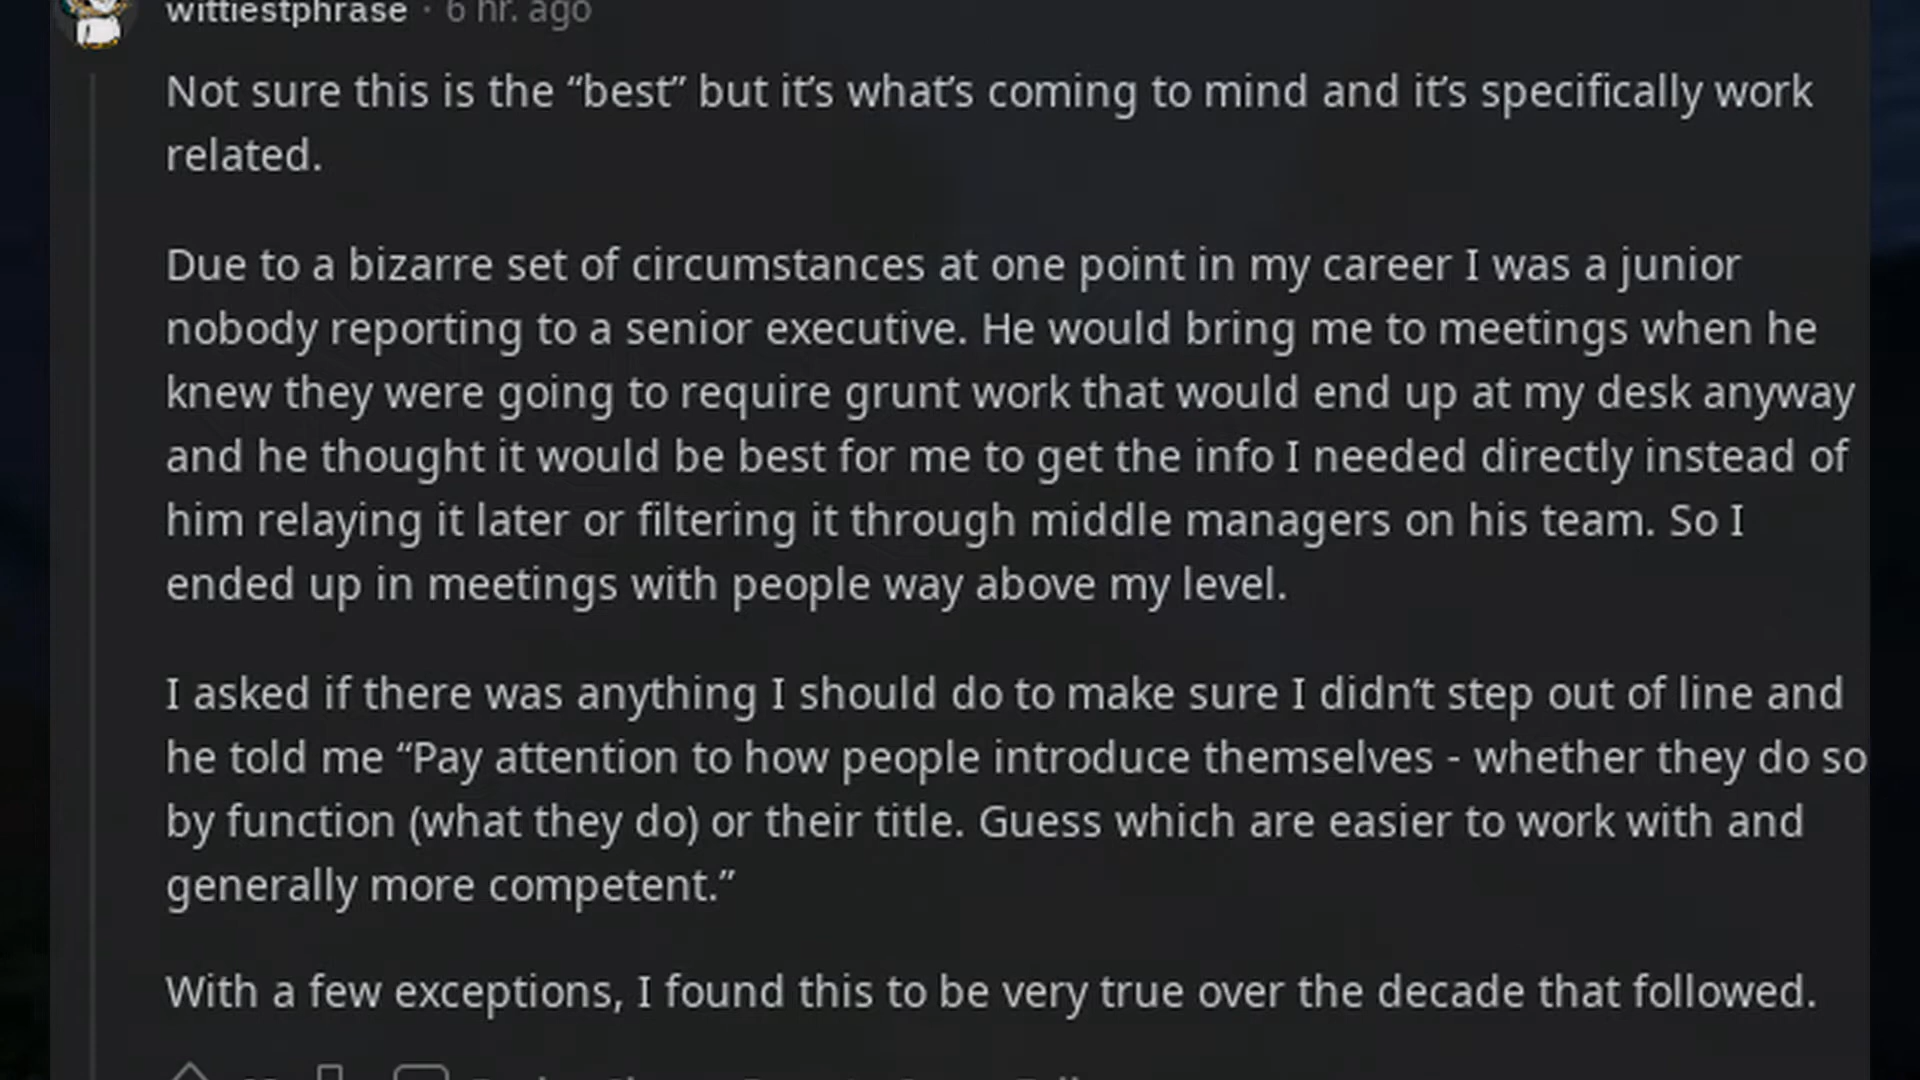 wittiestphrase · 6 hr. ago
Not sure this is the “best” but it’s what’s coming to mind and it’s specifically work
related.
Due to a bizarre set of circumstances at one point in my career I was a junior
nobody reporting to a senior executive. He would bring me to meetings when he
knew they were going to require grunt work that would end up at my desk anyway
and he thought it would be best for me to get the info I needed directly instead of
him relaying it later or filtering it through middle managers on his team. So I
ended up in meetings with people way above my level.
I asked if there was anything I should do to make sure I didn’t step out of line and
he told me “Pay attention to how people introduce themselves - whether they do so
by function (what they do) or their title. Guess which are easier to work with and
generally more competent.”
With a few exceptions, I found this to be very true over the decade that followed.